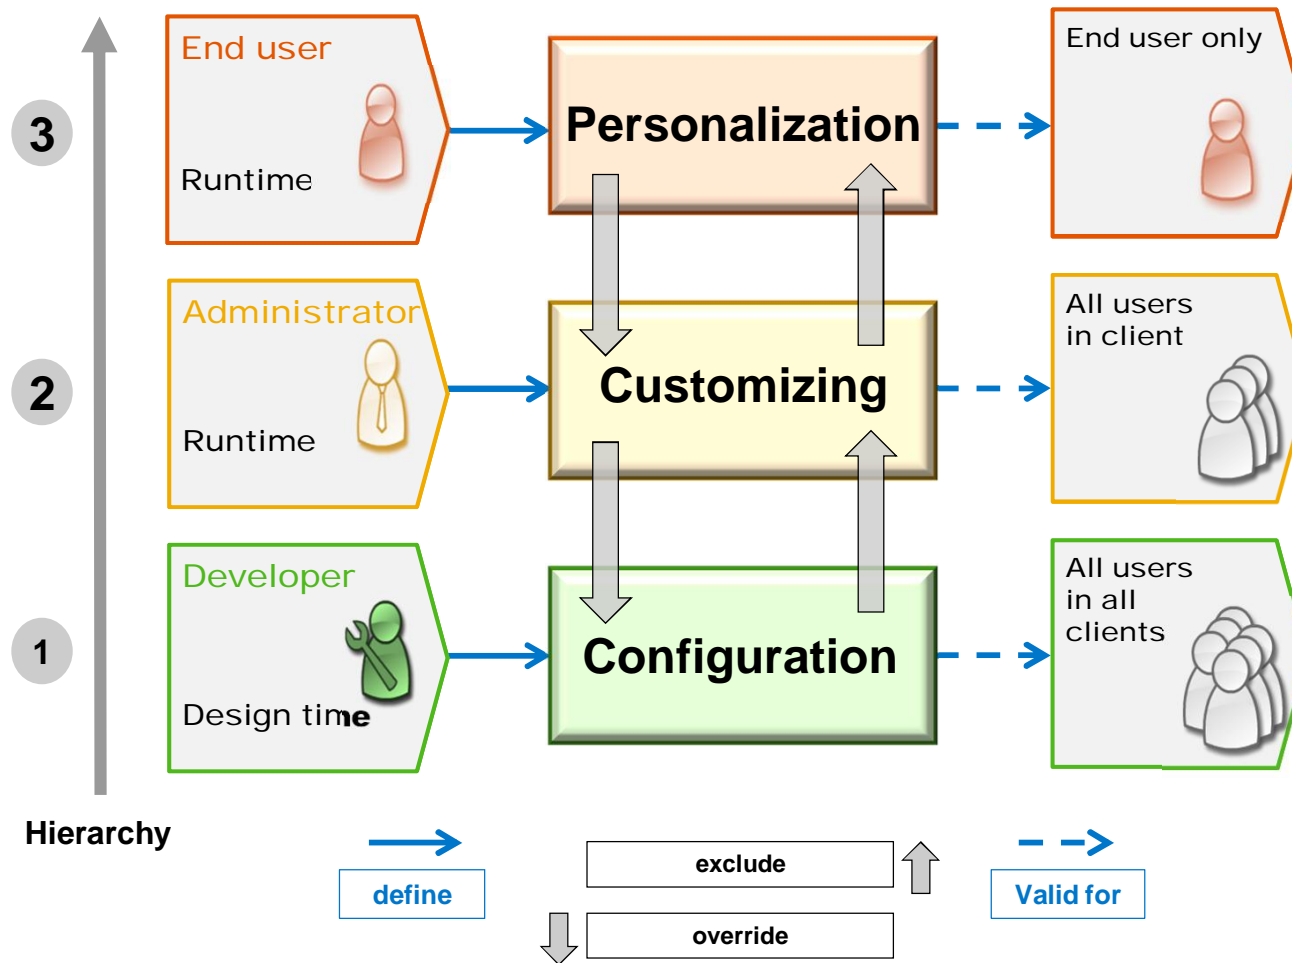 End user
Runtime
3
Personalization
End user only
Administrator
Runtime
2
Customizing
All users
in client
Developer
Design time
1
Configuration
All users
in all
clients
Hierarchy
define
exclude
override
Valid for